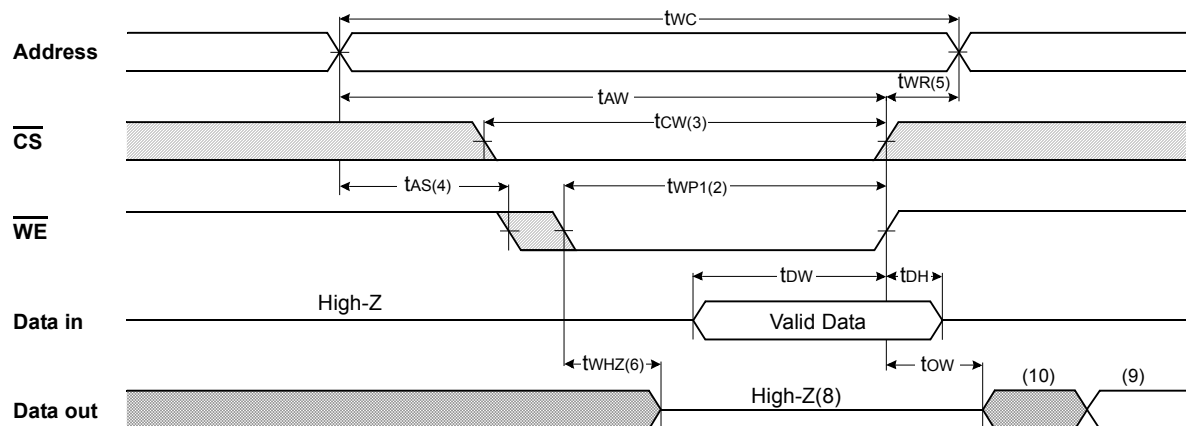 tWC
Address
tWR(5)
tAW
tCW(3)
CS
tAS(4)
tWP1(2)
WE
tDW
tDH
High-Z
Data in
Valid Data
tWHZ(6)
tOW
High-Z(8)
(10)
(9)
Data out